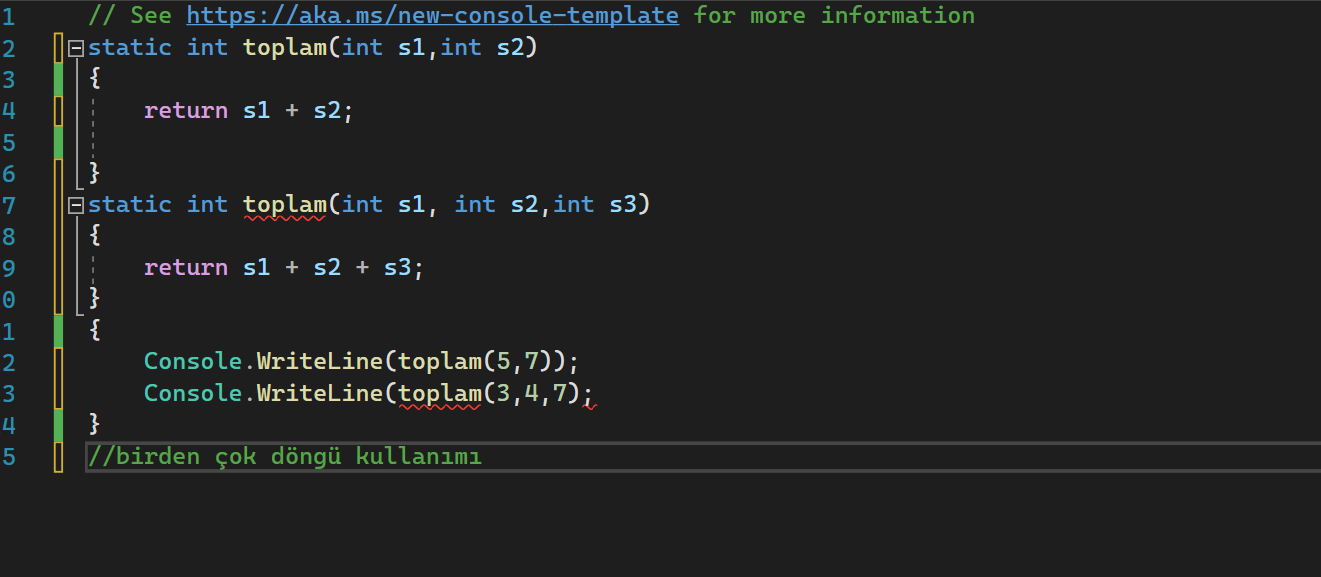 1 // See https://aka.ms/new-console-template for more information
2 static int toplam(int s1,int s2)
3 {
4 return s1 + s2;
5
6 }
7 static int toplam(int s1, int s2,int s3)
8 {
9 return s1 + s2 + s3;
0 }
1 {
2 Console.WriteLine(toplam(5,7));
3 Console.WriteLine(toplam(3,4,7);
4 }
5 //birden çok döngü kullanımı